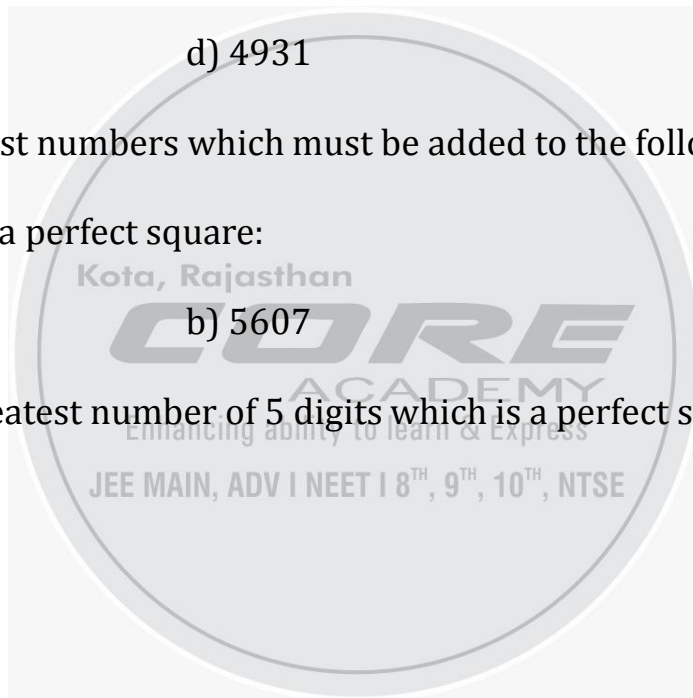 d) 4931
st numbers which must be added to the follo
a perfect square:
Kota, Rajasthan
b) 5607
CORE
ACADEMY
eatest number of 5 digits which is a perfect s
Enhancing ability to learn & Express
JEE MAIN, ADV I NEET I 8TH, 9TH, 10TH, NTSE